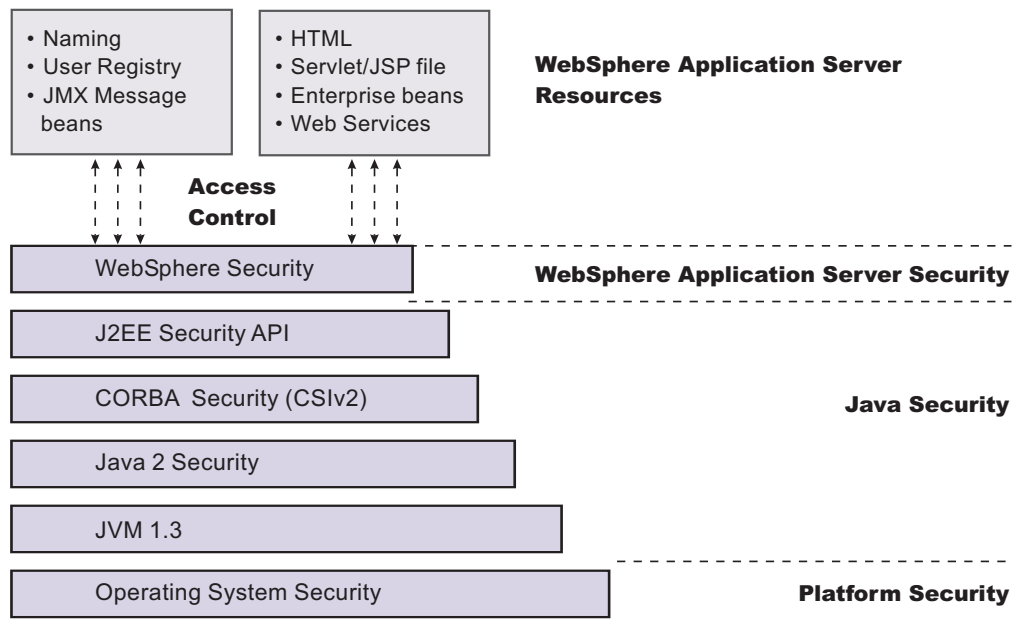 • Naming
• User Registry
• JMX Message
beans
• HTML
• Servlet/JSP file
• Enterprise beans
• Web Services
WebSphere Application Server
Resources
Access
Control
WebSphere Security
WebSphere Application Server Security
J2EE Security API
CORBA Security (CSIv2)
Java Security
Java 2 Security
JVM 1.3
Operating System Security
Platform Security